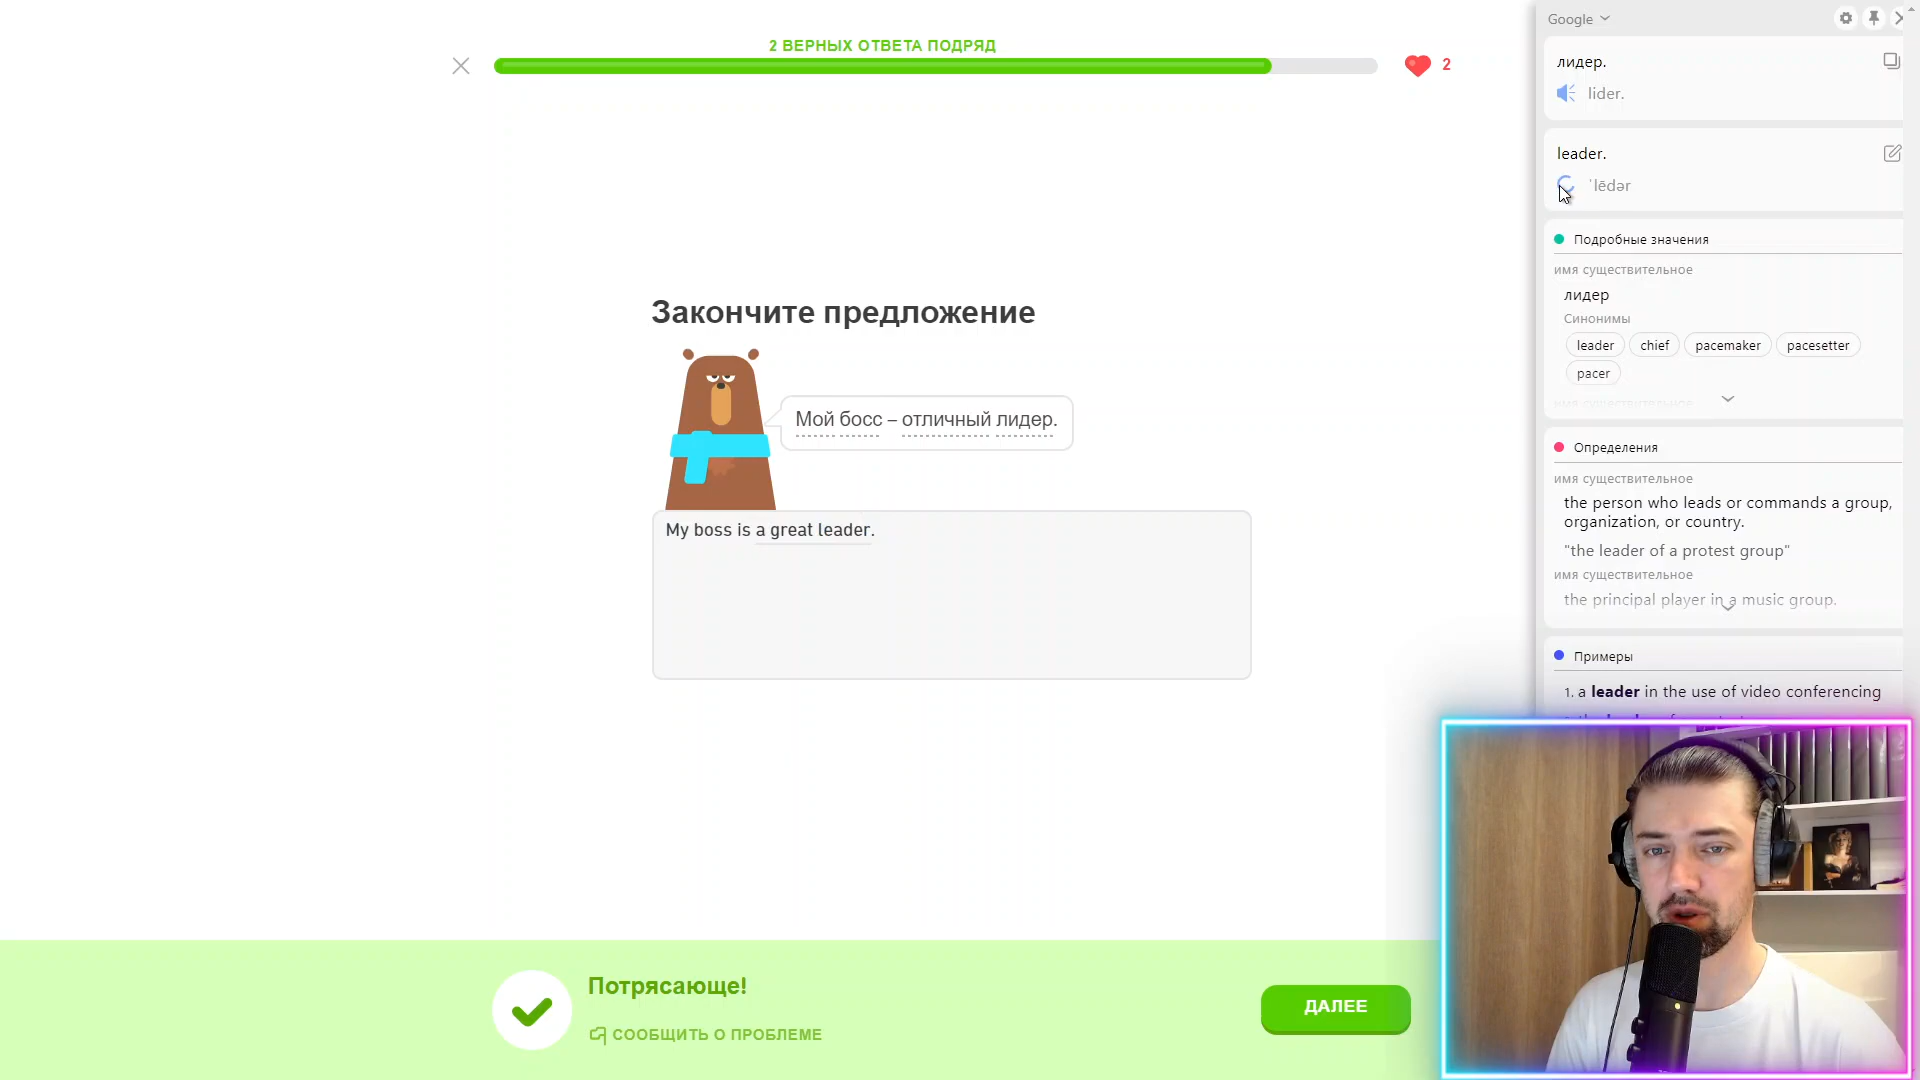 2 ВЕРНЫХ ОТВЕТА ПОДРЯД
2
Закончите предложение
Мой босс – отличный лидер.
My boss is a great leader.
Потрясающе!
СООБЩИТЬ О ПРОБЛЕМЕ
ДАЛЕЕ
Google
лидер.
lider.
leader.
ˈlēdər
Подробные значения
имя существительное
лидер
Синонимы
leader chief pacemaker pacesetter
pacer
имя существительное
Определения
имя существительное
the person who leads or commands a group,
organization, or country.
"the leader of a protest group"
имя существительное
the principal player in a music group.
Примеры
1. a leader in the use of video conferencing